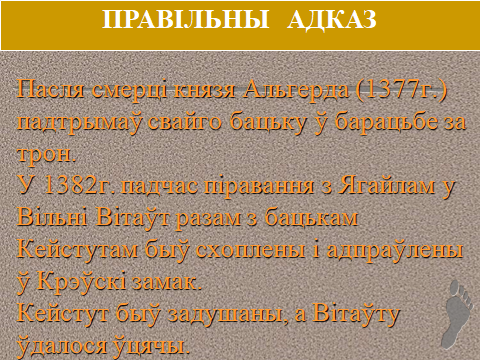 ПРАВІЛЬНЫ АДКАЗ
Пасля смерці князя Альгерда (1377г.)
падтрымаў свайго бацьку ў барацьбе за
трон.
У 1382г. падчас піравання з Ягайлам у
Вільні Вітаўт разам з бацькам
Кейстутам быў схоплены і адпраўлены
ў Крэўскі замак.
Кейстут быў задушаны, а Вітаўту
ўдалося ўцячы.